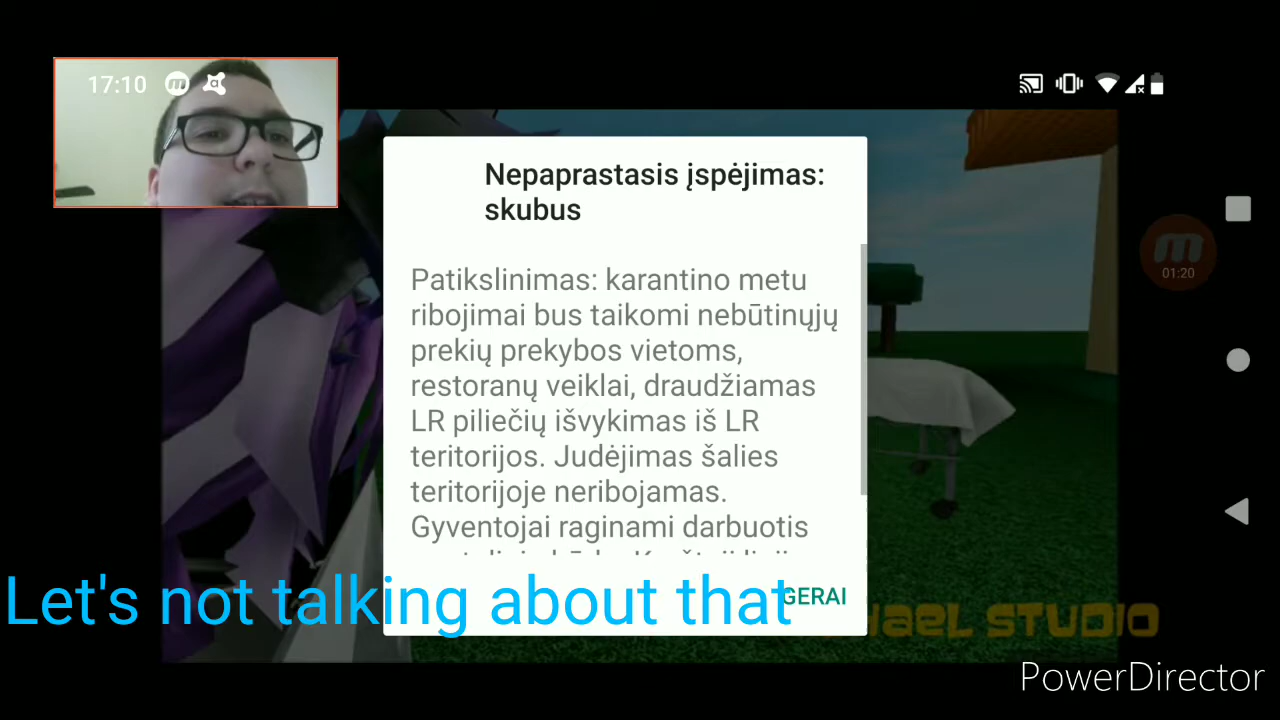 17:10
Nepaprastasis įspėjimas:
skubus
Patikslinimas: karantino metu
ribojimai bus taikomi nebūtinųjų
prekių prekybos vietoms,
restoranų veiklai, draudžiamas
LR piliečių išvykimas iš LR
teritorijos. Judėjimas šalies
teritorijoje neribojamas.
Gyventojai raginami darbuotis
GERAI
01:20
Let's not talking about that
STUDIO
PowerDirector